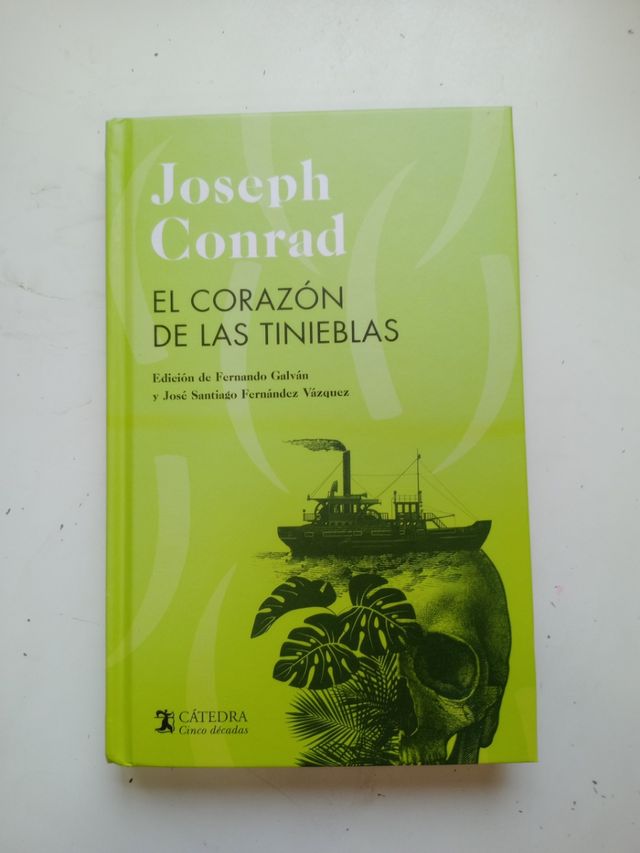 Joseph
Conrad
EL CORAZÓN
DE LAS TINIEBLAS
Edición de Fernando Galván
y José Santiago Fernández Vázquez
CÁTEDRA
Cinco décadas